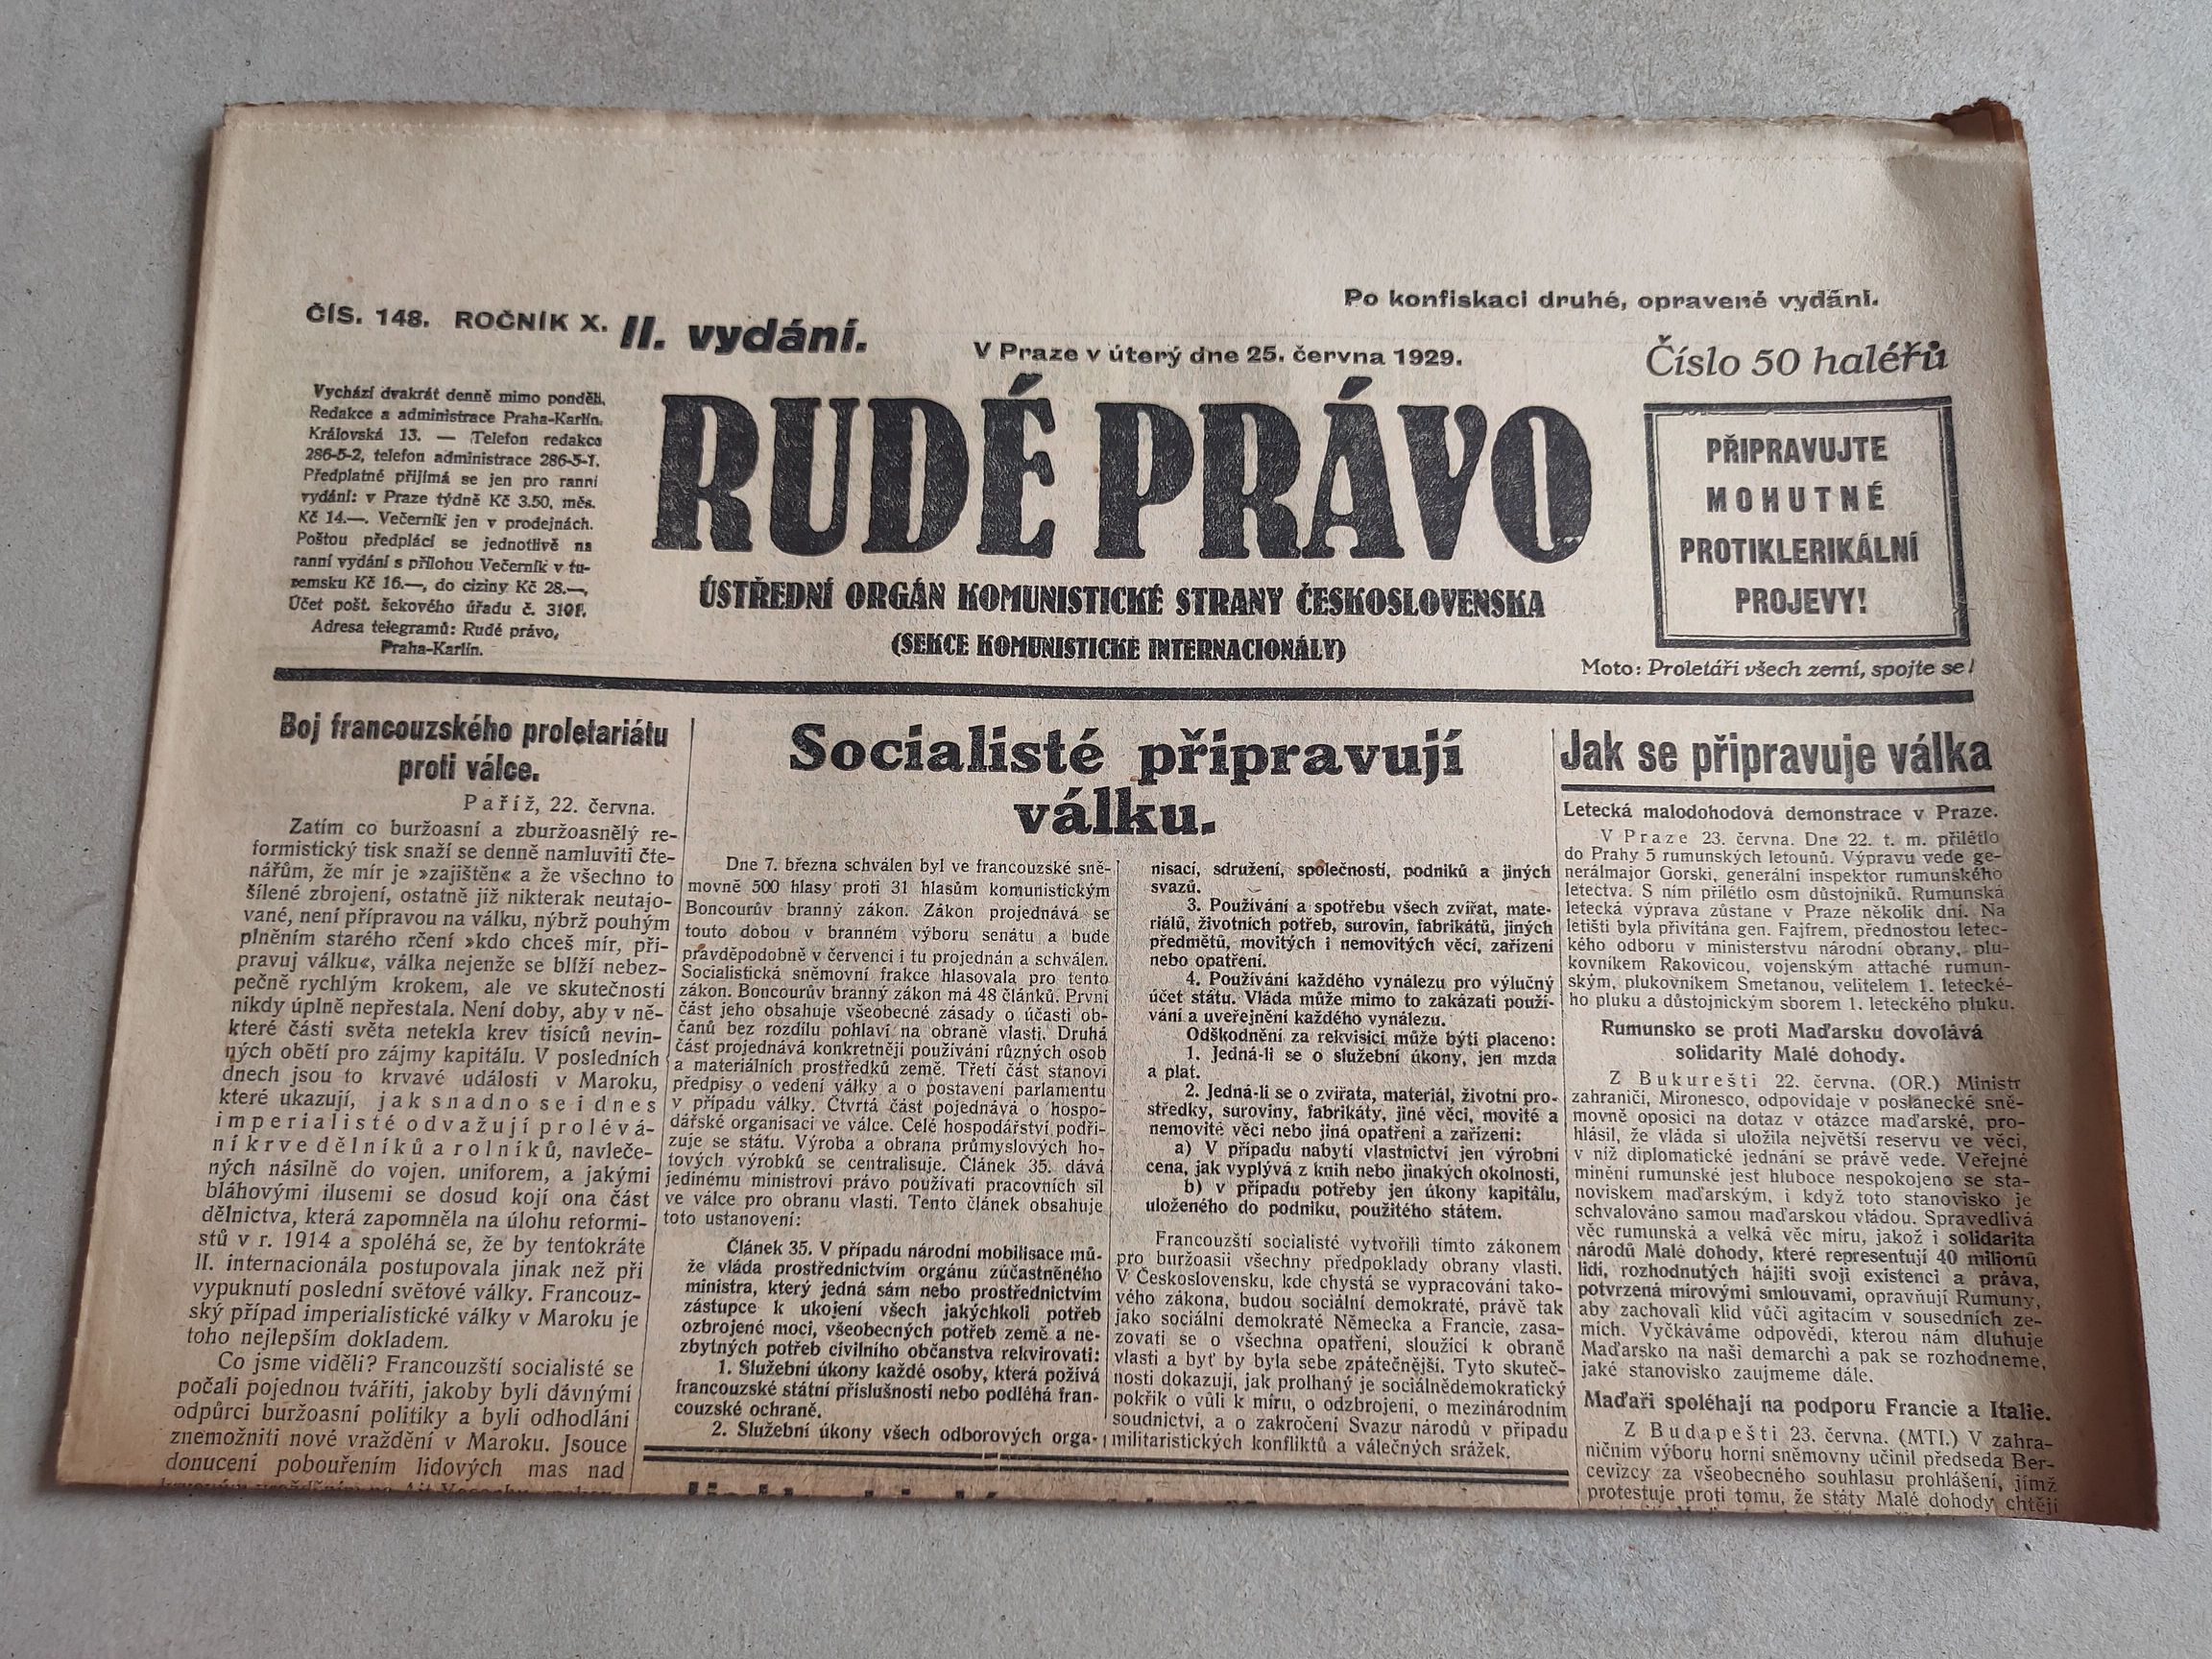 Po konfiskaci druhé, opravené vydání.
ČÍS. 148. ROČNÍK X. II. vydání.
V Praze v úterý dne 25. června 1929.
Číslo 50 haléřů
Vychází dvakrát denně mimo pondělí.
Redakce a administrace Praha-Karlín,
Královská 13. — Telefon redakce
286-5-2, telefon administrace 286-5-1.
Předplatné přijímá se jen pro ranní
vydání: v Praze týdně Kč 3.50, měs.
Kč 14.—. Večerník jen v prodejnách.
Poštou předplácí se jednotlivě na
ranní vydání s přílohou Večerník v tu-
zemsku Kč 16.—, do ciziny Kč 28.—,
Účet pošt. šekového úřadu č. 3101.
Adresa telegramů: Rudé právo,
Praha-Karlín.
RUDÉ PRÁVO
ÚSTŘEDNÍ ORGÁN KOMUNISTICKÉ STRANY ČESKOSLOVENSKA
(SEKCE KOMUNISTICKÉ INTERNACIONÁLY)
PŘIPRAVUJTE
MOHUTNÉ
PROTIKLERIKÁLNÍ
PROJEVY!
Moto: Proletáři všech zemí, spojte se!
Boj francouzského proletariátu
proti válce.
Paříž, 22. června.
Zatím co buržoasní a zburžoasnělý re-
formistický tisk snaží se denně namluviti čte-
nářům, že mír je »zajištěn« a že všechno to
šílené zbrojení, ostatně již nikterak neutajo-
vané, není přípravou na válku, nýbrž pouhým
plněním starého rčení »kdo chceš mír, při-
pravuj válku«, válka nejenže se blíží nebez-
pečně rychlým krokem, ale ve skutečnosti
nikdy úplně nepřestala. Není doby, aby v ně-
které části světa netekla krev tisíců nevin-
ných obětí pro zájmy kapitálu. V posledních
dnech jsou to krvavé události v Maroku,
které ukazují, jak snadno se i dnes
imperialisté odvažují prolévá-
ní krve dělníků a rolníků, navleče-
ných násilně do vojen. uniforem, a jakými
bláhovými ilusemi se dosud kojí ona část
dělnictva, která zapomněla na úlohu reformi-
stů v r. 1914 a spoléhá se, že by tentokráte
II. internacionála postupovala jinak než při
vypuknutí poslední světové války. Francouz-
ský případ imperialistické války v Maroku je
toho nejlepším dokladem.
Co jsme viděli? Francouzští socialisté se
počali pojednou tvářiti, jakoby byli dávnými
odpůrci buržoasní politiky a byli odhodláni
znemožniti nové vraždění v Maroku. Jsouce
donuceni pobouřením lidových mas nad
Socialisté připravují
válku.
Dne 7. března schválen byl ve francouzské sně-
movně 500 hlasy proti 31 hlasům komunistickým
Boncourův branný zákon. Zákon projednává se
touto dobou v branném výboru senátu a bude
pravděpodobně v červenci i tu projednán a schválen.
Socialistická sněmovní frakce hlasovala pro tento
zákon. Boncourův branný zákon má 48 článků. První
část jeho obsahuje všeobecné zásady o účasti ob-
čanů bez rozdílu pohlaví na obraně vlasti. Druhá
část projednává konkretněji používání různých osob
a materiálních prostředků země. Třetí část stanoví
předpisy o vedení války a o postavení parlamentu
v případu války. Čtvrtá část pojednává o hospo-
dářské organisaci ve válce. Celé hospodářství podři-
zuje se státu. Výroba a obrana průmyslových ho-
tových výrobků se centralisuje. Článek 35. dává
jedinému ministrovi právo používati pracovních sil
ve válce pro obranu vlasti. Tento článek obsahuje
toto ustanovení:
Článek 35. V případu národní mobilisace mů-
že vláda prostřednictvím orgánu zúčastněného
ministra, který jedná sám nebo prostřednictvím
zástupce k ukojení všech jakýchkoli potřeb
ozbrojené moci, všeobecných potřeb země a ne-
zbytných potřeb civilního občanstva rekvirovati:
1. Služební úkony každé osoby, která požívá
francouzské státní příslušnosti nebo podléhá fran-
couzské ochraně.
2. Služební úkony všech odborových orga-
nisací, sdružení, společností, podniků a jiných
svazů.
3. Používání a spotřebu všech zvířat, mate-
riálů, životních potřeb, surovin, fabrikátů, jiných
předmětů, movitých i nemovitých věcí, zařízení
nebo opatření.
4. Používání každého vynálezu pro výlučný
účet státu. Vláda může mimo to zakázati použí-
vání a uveřejnění každého vynálezu.
Odškodnění za rekvisici může býti placeno:
1. Jedná-li se o služební úkony, jen mzda
a plat.
2. Jedná-li se o zvířata, materiál, životní pro-
středky, suroviny, fabrikáty, jiné věci, movité a
nemovité věci nebo jiná opatření a zařízení:
a) V případu nabytí vlastnictví jen výrobní
cena, jak vyplývá z knih nebo jinakých okolností,
b) v případu potřeby jen úkony kapitálu,
uloženého do podniku, použitého státem.
Francouzští socialisté vytvořili tímto zákonem
pro buržoasii všechny předpoklady obrany vlasti.
V Československu, kde chystá se vypracování tako-
vého zákona, budou sociální demokraté, právě tak
jako sociální demokraté Německa a Francie, zasa-
zovati se o všechna opatření, sloužící k obraně
vlasti a byť by byla sebe zpátečnější. Tyto skuteč-
nosti dokazují, jak prolhaný je sociálnědemokratický
pokřik o vůli k míru, o odzbrojení, o mezinárodním
soudnictví, a o zakročení Svazu národů v případu
militaristických konfliktů a válečných srážek.
Jak se připravuje válka
Letecká malodohodová demonstrace v Praze.
V Praze 23. června. Dne 22. t. m. přilétlo
do Prahy 5 rumunských letounů. Výpravu vede ge-
nerálmajor Gorski, generální inspektor rumunského
letectva. S ním přilétlo osm důstojníků. Rumunská
letecká výprava zůstane v Praze několik dní. Na
letišti byla přivítána gen. Fajfrem, přednostou letec-
kého odboru v ministerstvu národní obrany, plu-
kovníkem Rakovicou, vojenským attaché rumun-
ským, plukovníkem Smetanou, velitelem 1. letecké-
ho pluku a důstojnickým sborem 1. leteckého pluku.
Rumunsko se proti Maďarsku dovolává
solidarity Malé dohody.
Z Bukurešti 22. června. (OR.) Ministr
zahraničí, Mironesco, odpovídaje v poslanecké sně-
movně oposici na dotaz v otázce maďarské, pro-
hlásil, že vláda si uložila největší reservu ve věci,
v níž diplomatické jednání se právě vede. Veřejné
mínění rumunské jest hluboce nespokojeno se sta-
noviskem maďarským, i když toto stanovisko je
schvalováno samou maďarskou vládou. Spravedlivá
věc rumunská a velká věc míru, jakož i solidarita
národů Malé dohody, které representují 40 milionů
lidí, rozhodnutých hájiti svoji existenci a práva,
potvrzená mírovými smlouvami, opravňují Rumuny,
aby zachovali klid vůči agitacím v sousedních ze-
mích. Vyčkáváme odpovědi, kterou nám dluhuje
Maďarsko na naši demarchi a pak se rozhodneme,
jaké stanovisko zaujmeme dále.
Maďaři spoléhají na podporu Francie a Italie.
Z Budapešti 23. června. (MTI.) V zahra-
ničním výboru horní sněmovny učinil předseda Ber-
cevizcy za všeobecného souhlasu prohlášení, jímž
protestuje proti tomu, že státy Malé dohody chtějí